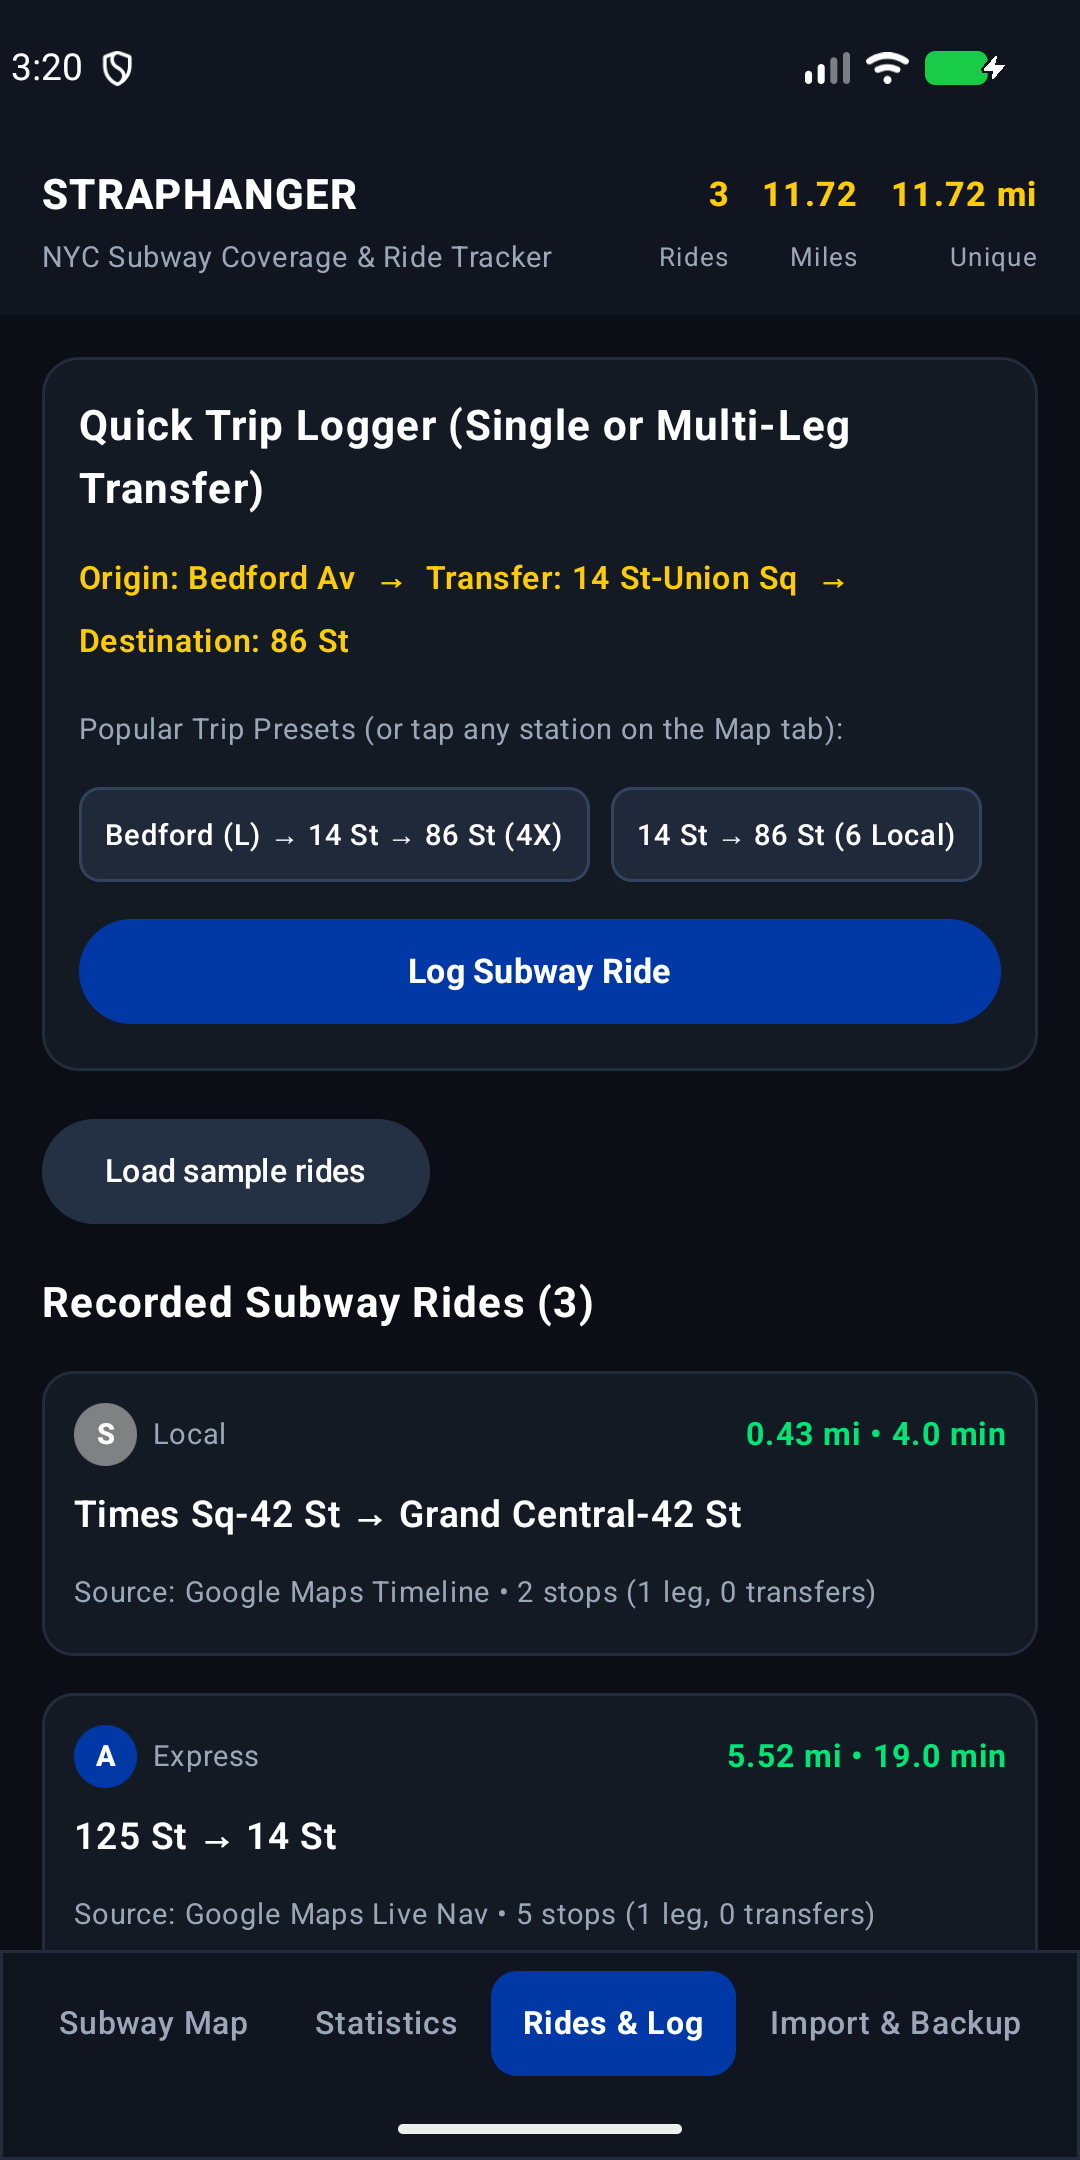 3:20
STRAPHANGER
3 11.72 11.72 mi
NYC Subway Coverage & Ride Tracker
Rides Miles Unique
Quick Trip Logger (Single or Multi-Leg
Transfer)
Origin: Bedford Av → Transfer: 14 St-Union Sq →
Destination: 86 St
Popular Trip Presets (or tap any station on the Map tab):
Bedford (L) → 14 St → 86 St (4X)
14 St → 86 St (6 Local)
Log Subway Ride
Load sample rides
Recorded Subway Rides (3)
S Local 0.43 mi • 4.0 min
Times Sq-42 St → Grand Central-42 St
Source: Google Maps Timeline • 2 stops (1 leg, 0 transfers)
A Express 5.52 mi • 19.0 min
125 St → 14 St
Source: Google Maps Live Nav • 5 stops (1 leg, 0 transfers)
Subway Map Statistics Rides & Log Import & Backup